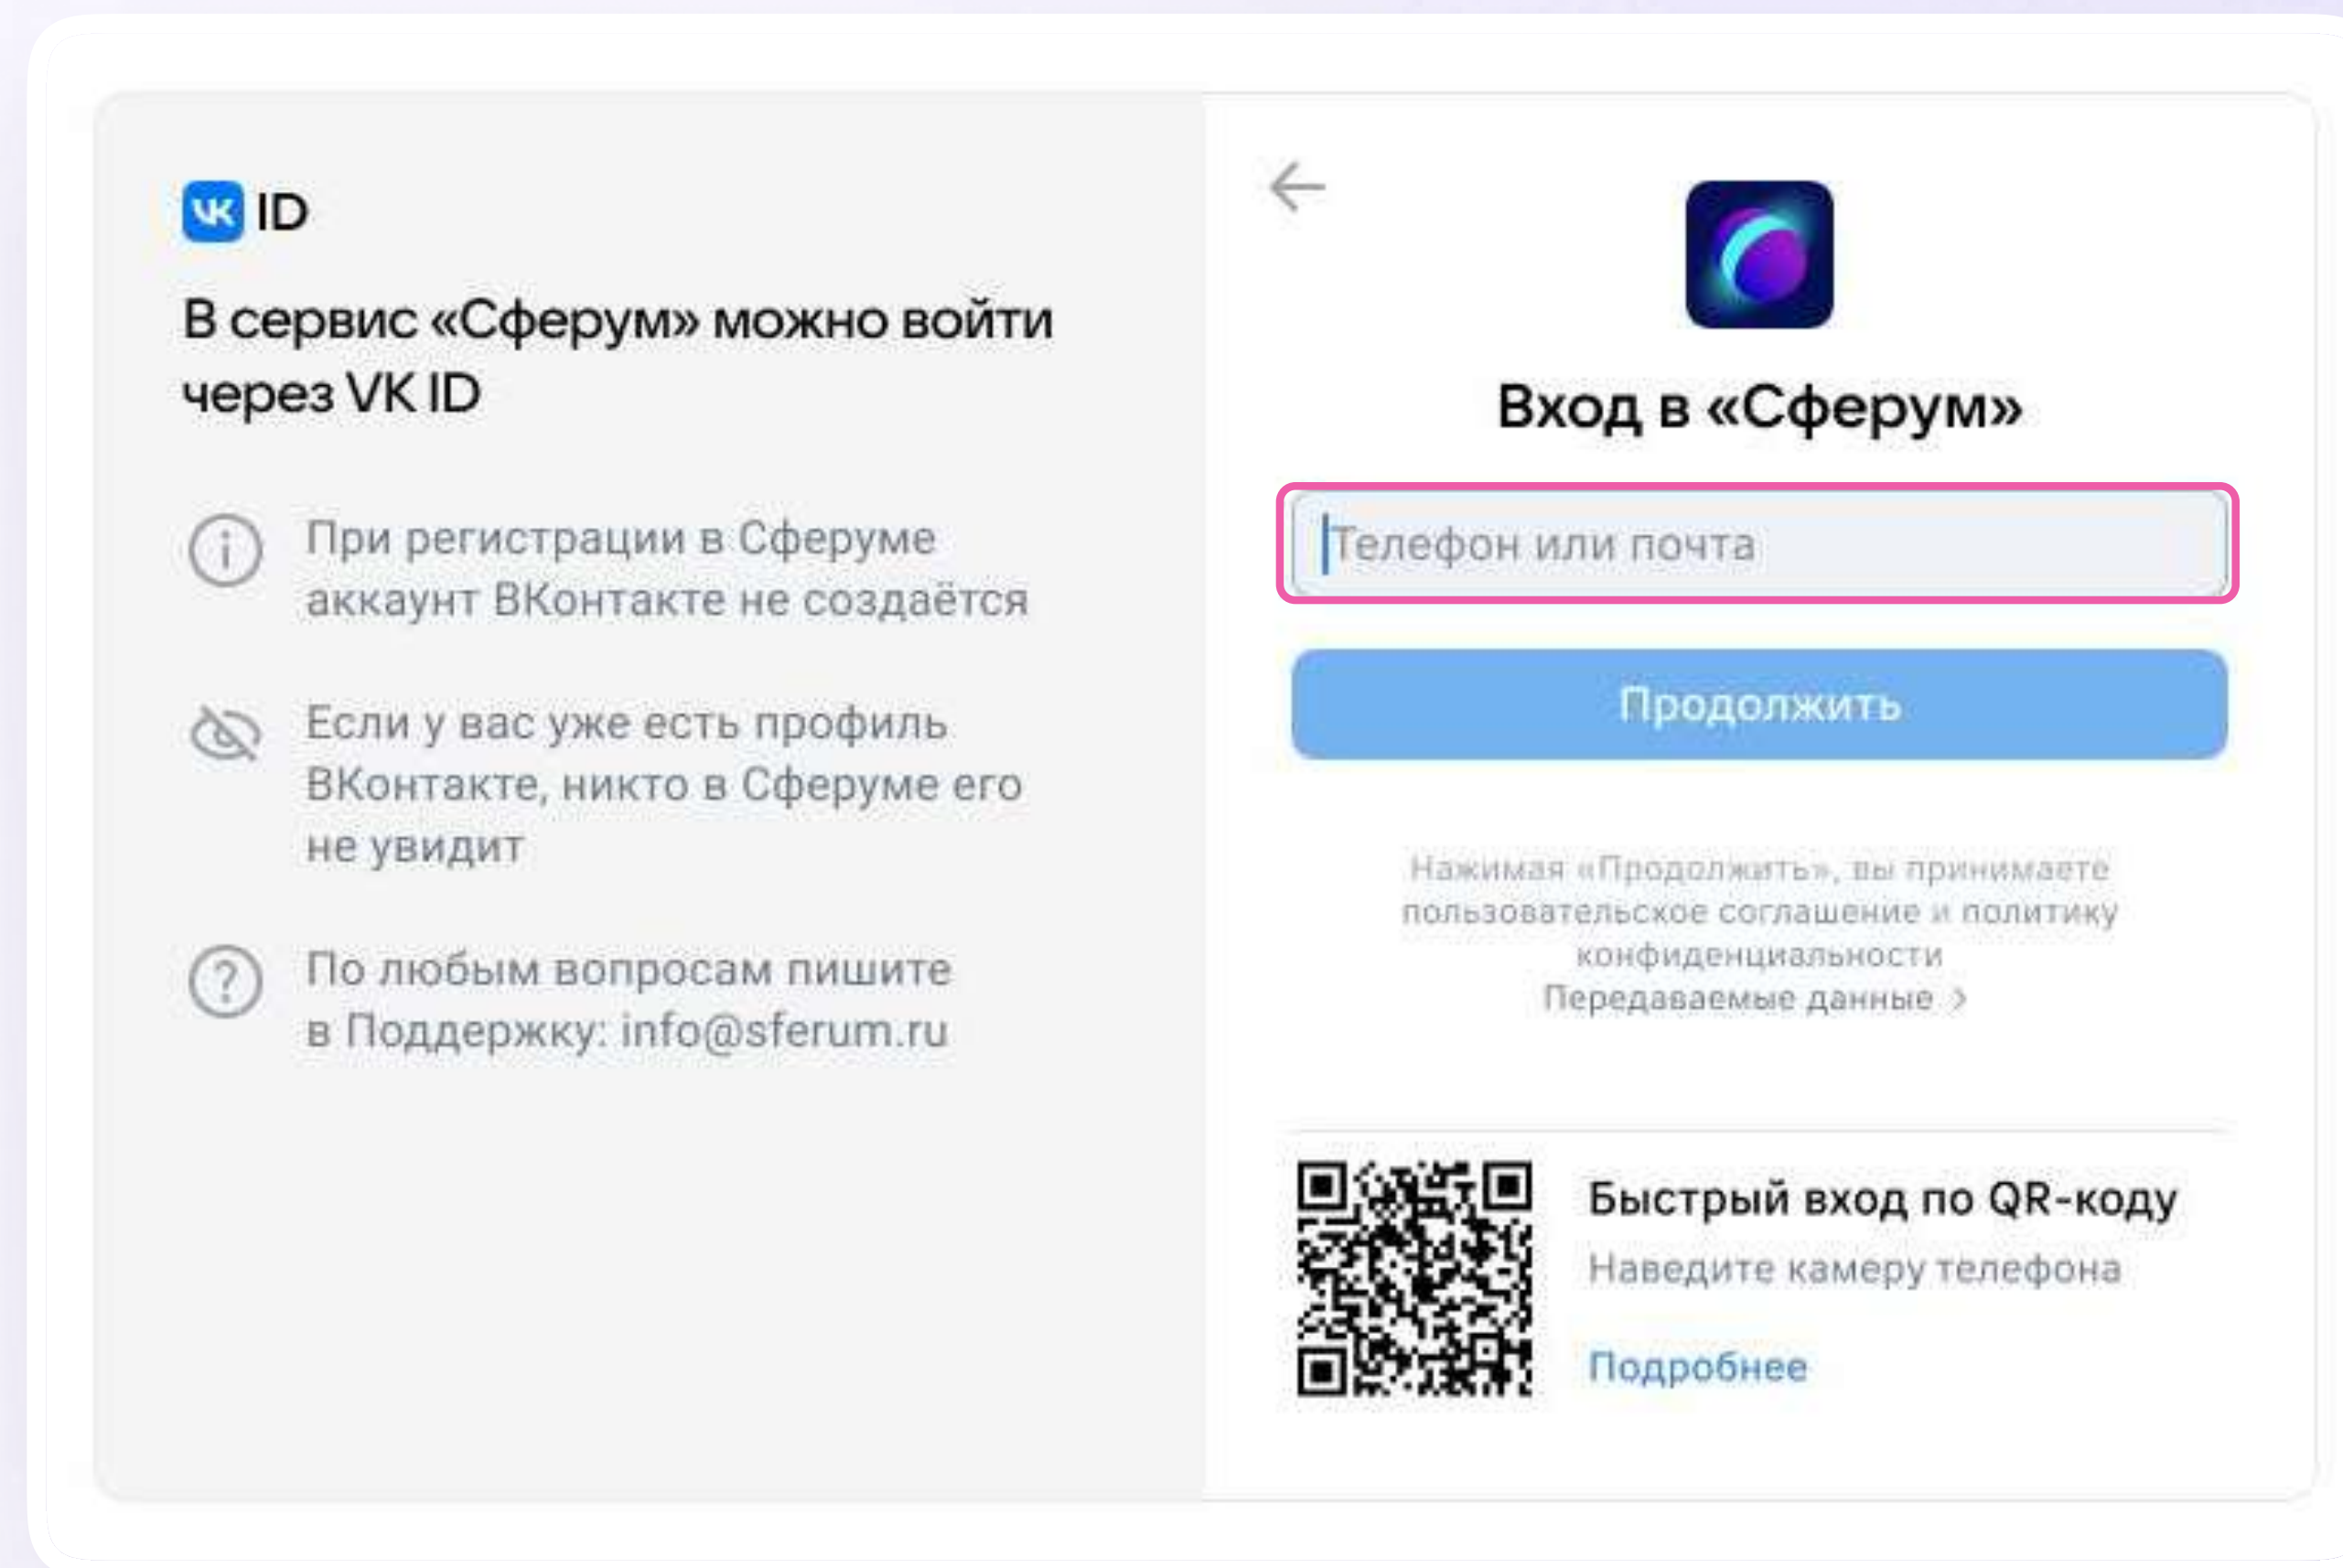 VK ID
В сервис «Сферум» можно войти
через VK ID
При регистрации в Сферуме
аккаунт ВКонтакте не создаётся
Если у вас уже есть профиль
ВКонтакте, никто в Сферуме его
не увидит
По любым вопросам пишите
в Поддержку: info@sferum.ru
Вход в «Сферум»
Телефон или почта
Продолжить
Нажимая «Продолжить», вы принимаете
пользовательское соглашение и политику
конфиденциальности
Передаваемые данные >
Быстрый вход по QR-коду
Наведите камеру телефона
Подробнее